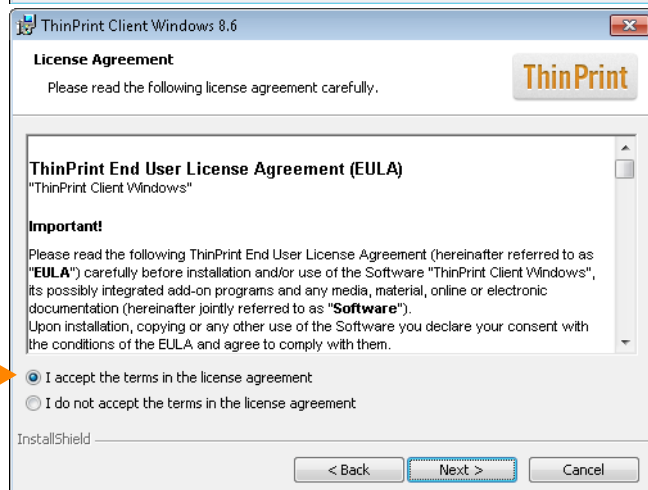 ThinPrint Client Windows 8.6
License Agreement
Please read the following license agreement carefully.
ThinPrint
ThinPrint End User License Agreement (EULA)
"ThinPrint Client Windows"
Important!
Please read the following ThinPrint End User License Agreement (hereinafter referred to as
"EULA") carefully before installation and/or use of the Software "ThinPrint Client Windows",
its possibly integrated add-on programs and any media, material, online or electronic
documentation (hereinafter jointly referred to as "Software").
Upon installation, copying or any other use of the Software you declare your consent with
the conditions of the EULA and agree to comply with them.
I accept the terms in the license agreement
I do not accept the terms in the license agreement
InstallShield
< Back
Next >
Cancel